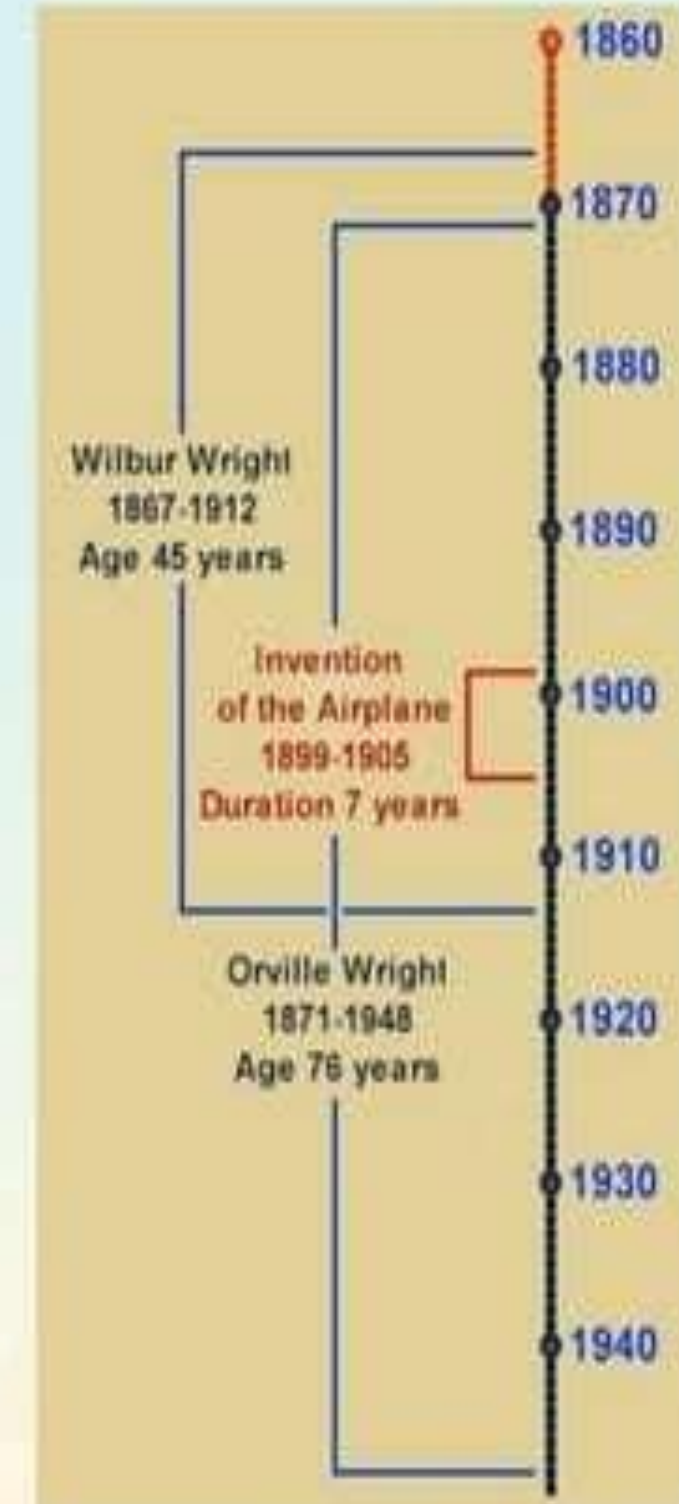 1860
1870
1880
1890
Wilbur Wright
1867-1912
Age 45 years
Invention
of the Airplane
1899-1905
Duration 7 years
1900
1910
Orville Wright
1871-1948
Age 76 years
1920
1930
1940